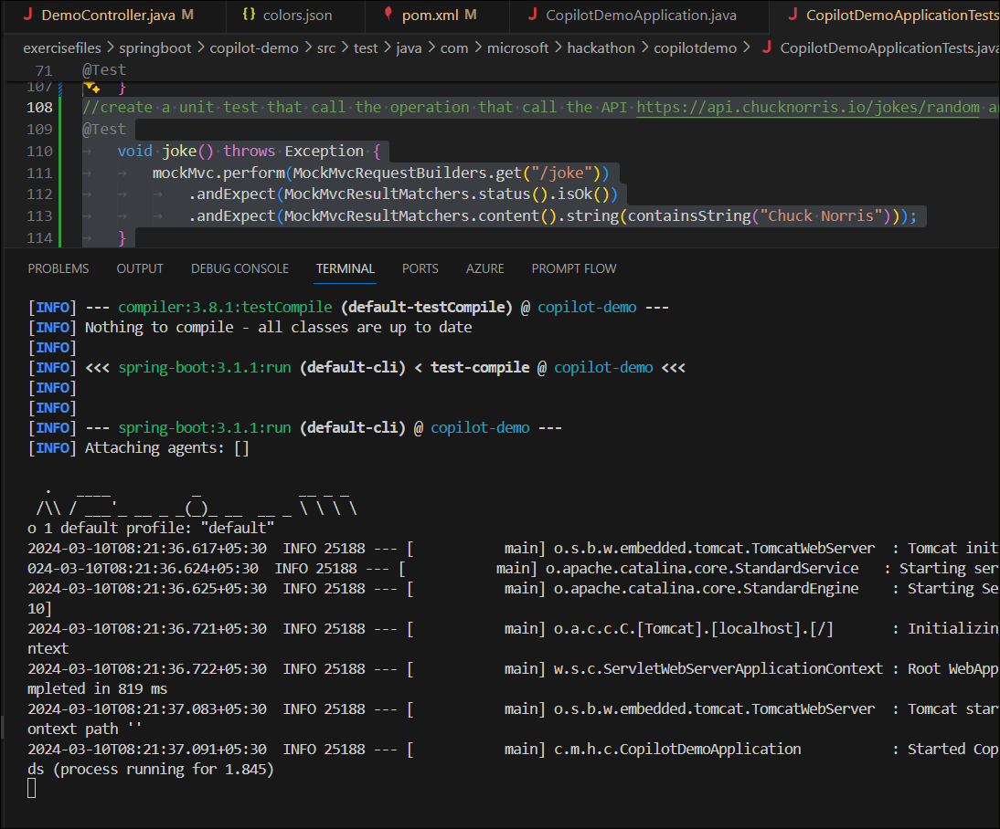 DemoController.java M
colors.json
pom.xml M
CopilotDemoApplication.java
CopilotDemoApplicationTests
exercisefiles > springboot > copilot-demo > src > test > java > com > microsoft > hackathon > copilotdemo > CopilotDemoApplicationTests.java
71 @Test
107 }
108 //create a unit test that call the operation that call the API https://api.chucknorris.io/jokes/random a
109 @Test
110 void joke() throws Exception {
111 mockMvc.perform(MockMvcRequestBuilders.get("/joke"))
112 .andExpect(MockMvcResultMatchers.status().isOk())
113 .andExpect(MockMvcResultMatchers.content().string(containsString("Chuck Norris")));
114 }
PROBLEMS OUTPUT DEBUG CONSOLE TERMINAL PORTS AZURE PROMPT FLOW
[INFO] --- compiler:3.8.1:testCompile (default-testCompile) @ copilot-demo ---
[INFO] Nothing to compile - all classes are up to date
[INFO]
[INFO] <<< spring-boot:3.1.1:run (default-cli) < test-compile @ copilot-demo <<<
[INFO]
[INFO]
[INFO] --- spring-boot:3.1.1:run (default-cli) @ copilot-demo ---
[INFO] Attaching agents: []
  .   ____          _            __ _ _
 /\\ / ___'_ __ _ _(_)_ __  __ _ \ \ \ \
o 1 default profile: "default"
2024-03-10T08:21:36.617+05:30  INFO 25188 --- [           main] o.s.b.w.embedded.tomcat.TomcatWebServer  : Tomcat init
024-03-10T08:21:36.624+05:30  INFO 25188 --- [           main] o.apache.catalina.core.StandardService   : Starting ser
2024-03-10T08:21:36.625+05:30  INFO 25188 --- [           main] o.apache.catalina.core.StandardEngine    : Starting Se
10]
2024-03-10T08:21:36.721+05:30  INFO 25188 --- [           main] o.a.c.c.C.[Tomcat].[localhost].[/]       : Initializin
ntext
2024-03-10T08:21:36.722+05:30  INFO 25188 --- [           main] w.s.c.ServletWebServerApplicationContext : Root WebApp
mpleted in 819 ms
2024-03-10T08:21:37.083+05:30  INFO 25188 --- [           main] o.s.b.w.embedded.tomcat.TomcatWebServer  : Tomcat star
ontext path ''
2024-03-10T08:21:37.091+05:30  INFO 25188 --- [           main] c.m.h.c.CopilotDemoApplication           : Started Cop
ds (process running for 1.845)